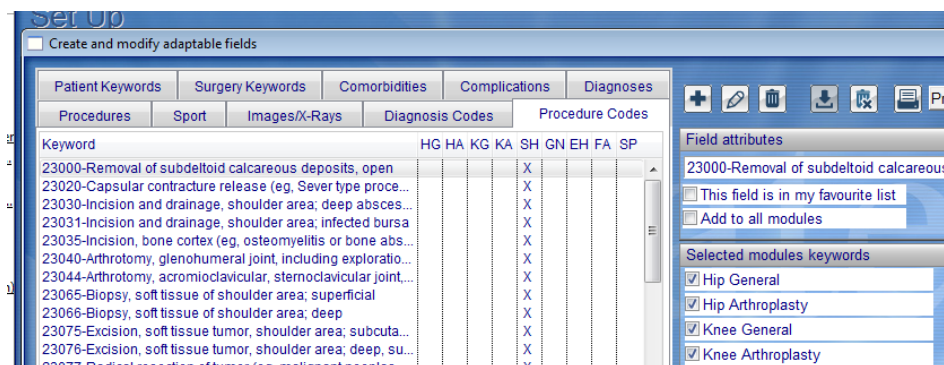 Set Up
Create and modify adaptable fields
Patient Keywords Surgery Keywords Comorbidities Complications Diagnoses
Procedures Sport Images/X-Rays Diagnosis Codes Procedure Codes
Keyword HG HA KG KA SH GN EH FA SP
23000-Removal of subdeltoid calcareous deposits, open X
23020-Capsular contracture release (eg, Sever type proce... X
23030-Incision and drainage, shoulder area; deep absces... X
23031-Incision and drainage, shoulder area; infected bursa X
23035-Incision, bone cortex (eg, osteomyelitis or bone abs... X
23040-Arthrotomy, glenohumeral joint, including exploratio... X
23044-Arthrotomy, acromioclavicular, sternoclavicular joint,... X
23065-Biopsy, soft tissue of shoulder area; superficial X
23066-Biopsy, soft tissue of shoulder area; deep X
23075-Excision, soft tissue tumor, shoulder area; subcuta... X
23076-Excision, soft tissue tumor, shoulder area; deep, su... X
Pr
Field attributes
23000-Removal of subdeltoid calcareous
This field is in my favourite list
Add to all modules
Selected modules keywords
Hip General
Hip Arthroplasty
Knee General
Knee Arthroplasty